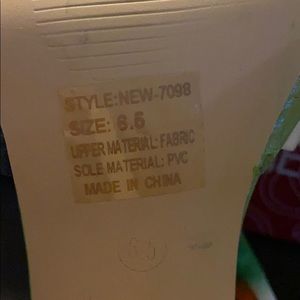 STYLE:NEW-7098
SIZE: 6.5
UPPER MATERIAL: FABRIC
SOLE MATERIAL: PVC
MADE IN CHINA